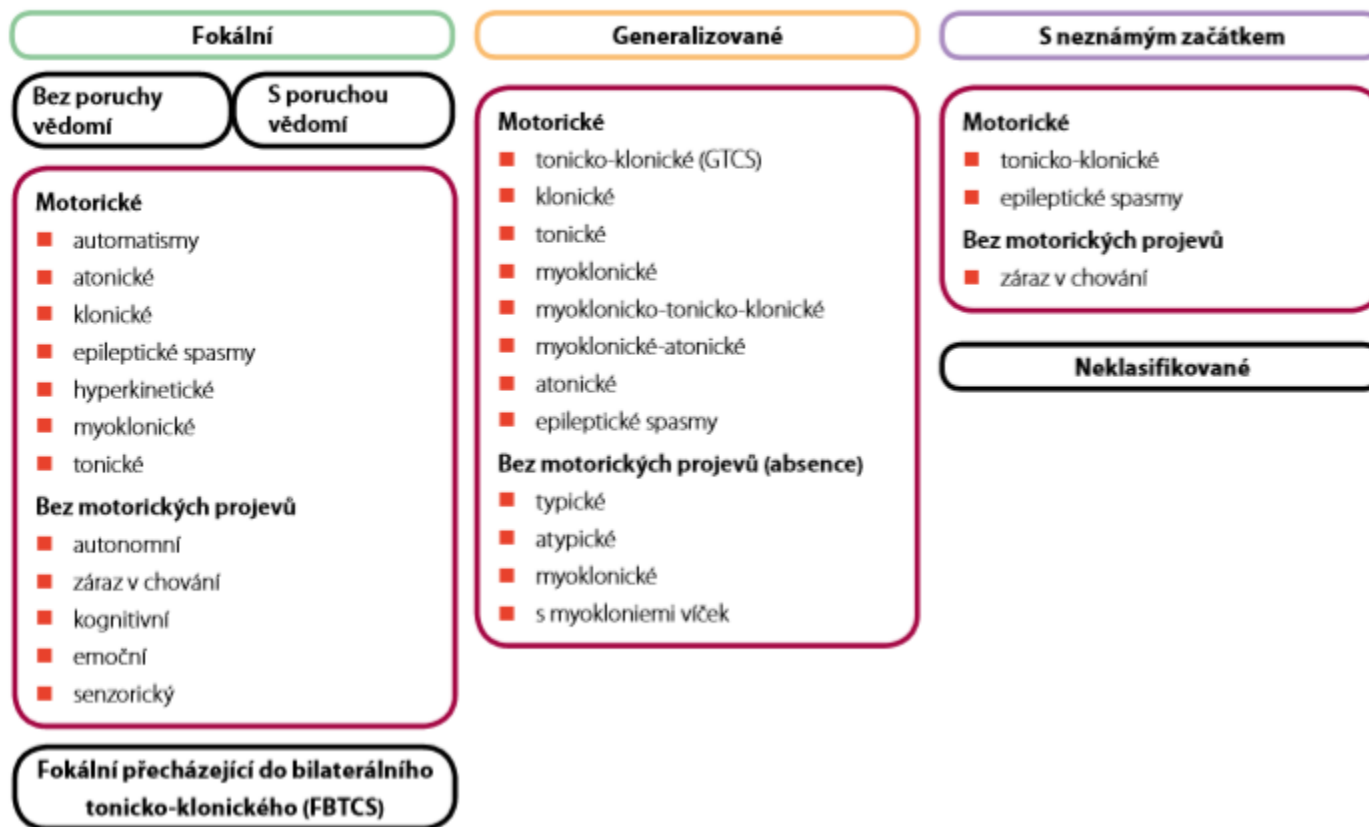 Fokální
Bez poruchy
vědomí
S poruchou
vědomí
Motorické
automatismy
atonické
klonické
epileptické spasmy
hyperkinetické
myoklonické
tonické
Bez motorických projevů
autonomní
záraz v chování
kognitivní
emoční
senzorický
Fokální přecházející do bilaterálního
tonicko-klonického (FBTCS)
Generalizované
Motorické
tonicko-klonické (GTCS)
klonické
tonické
myoklonické
myoklonicko-tonicko-klonické
myoklonické-atonické
atonické
epileptické spasmy
Bez motorických projevů (absence)
typické
atypické
myoklonické
s myokloniemi víček
S neznámým začátkem
Motorické
tonicko-klonické
epileptické spasmy
Bez motorických projevů
záraz v chování
Neklasifikované